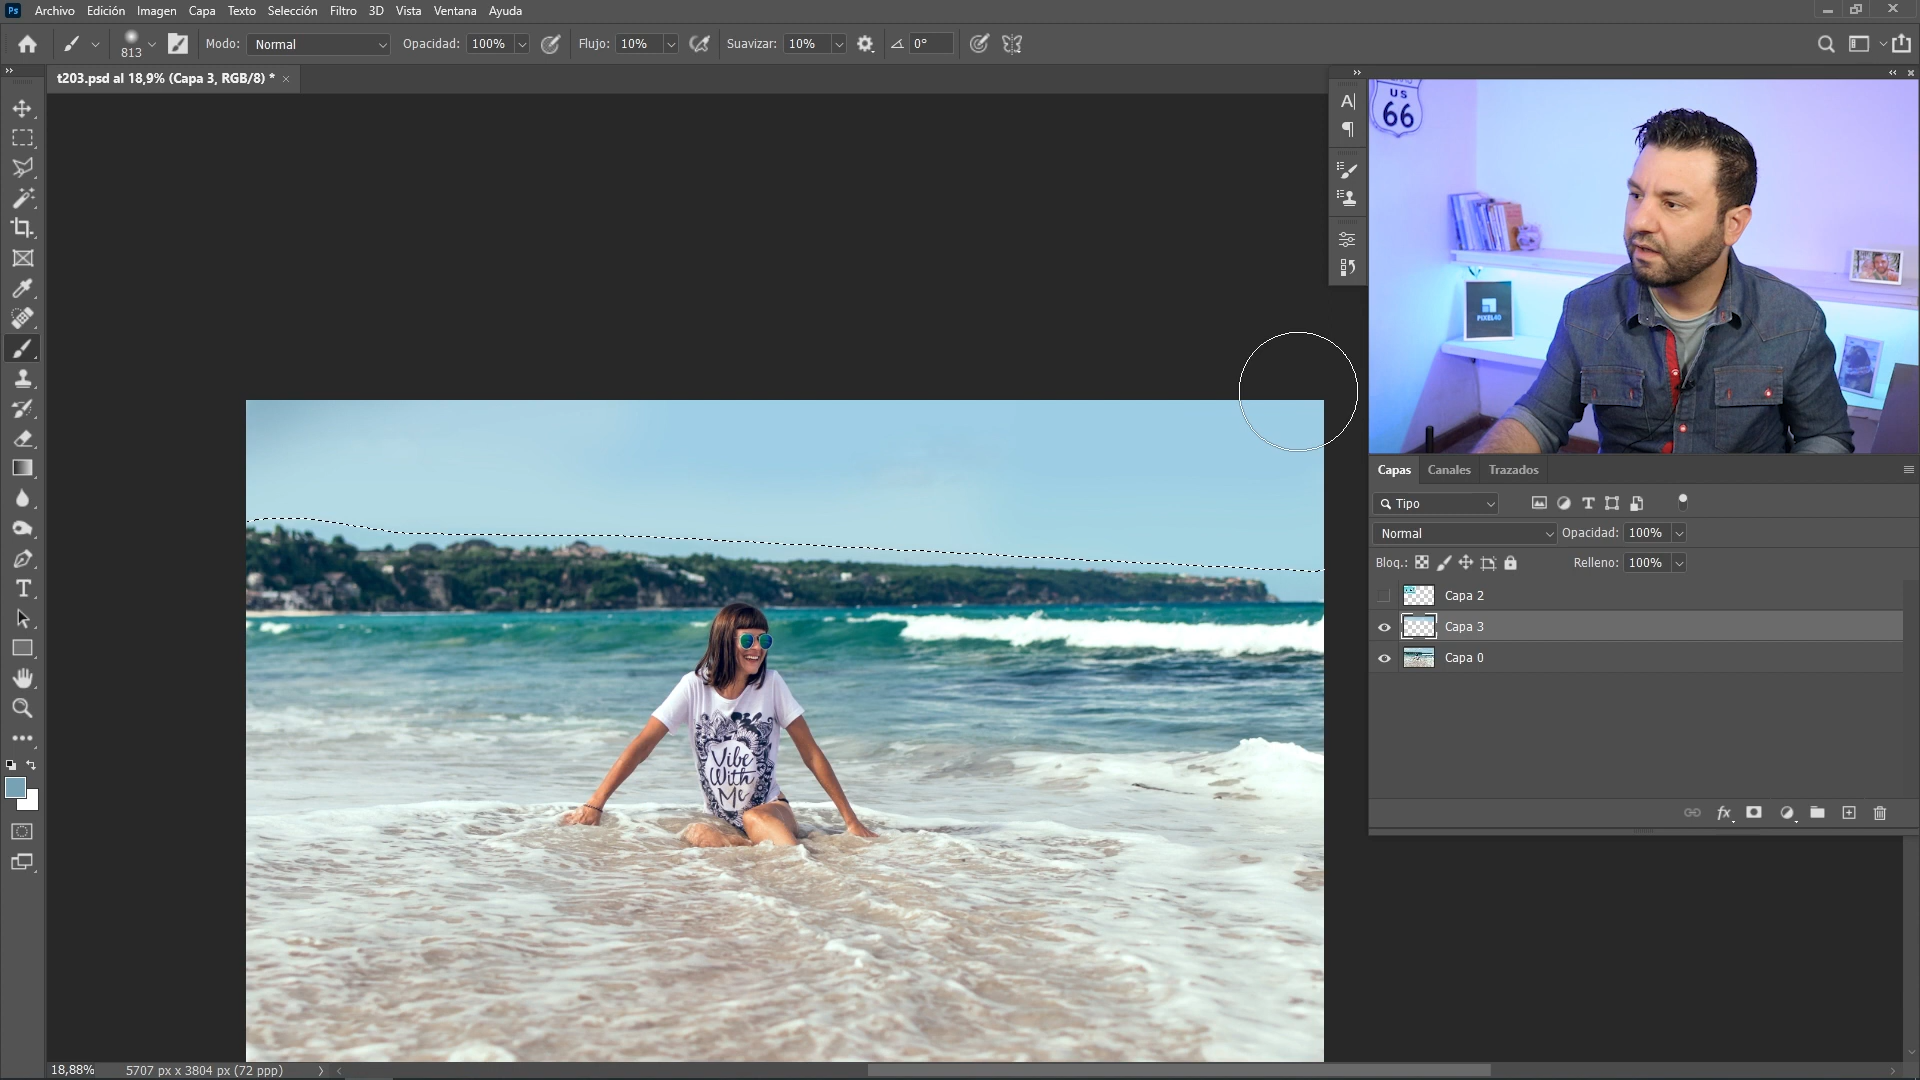 Ps Archivo Edición Imagen Capa Texto Selección Filtro 3D Vista Ventana Ayuda
813 Modo: Normal Opacidad: 100% Flujo: 10% Suavizar: 10% 0°
t203.psd al 18,9% (Capa 3, RGB/8) *
US
66
PIXEL40
Capas Canales Trazados
Tipo
Normal Opacidad: 100%
Bloq.: Relleno: 100%
Capa 2
Capa 3
Capa 0
Vibe
With
Me
18,88% 5707 px x 3804 px (72 ppp)